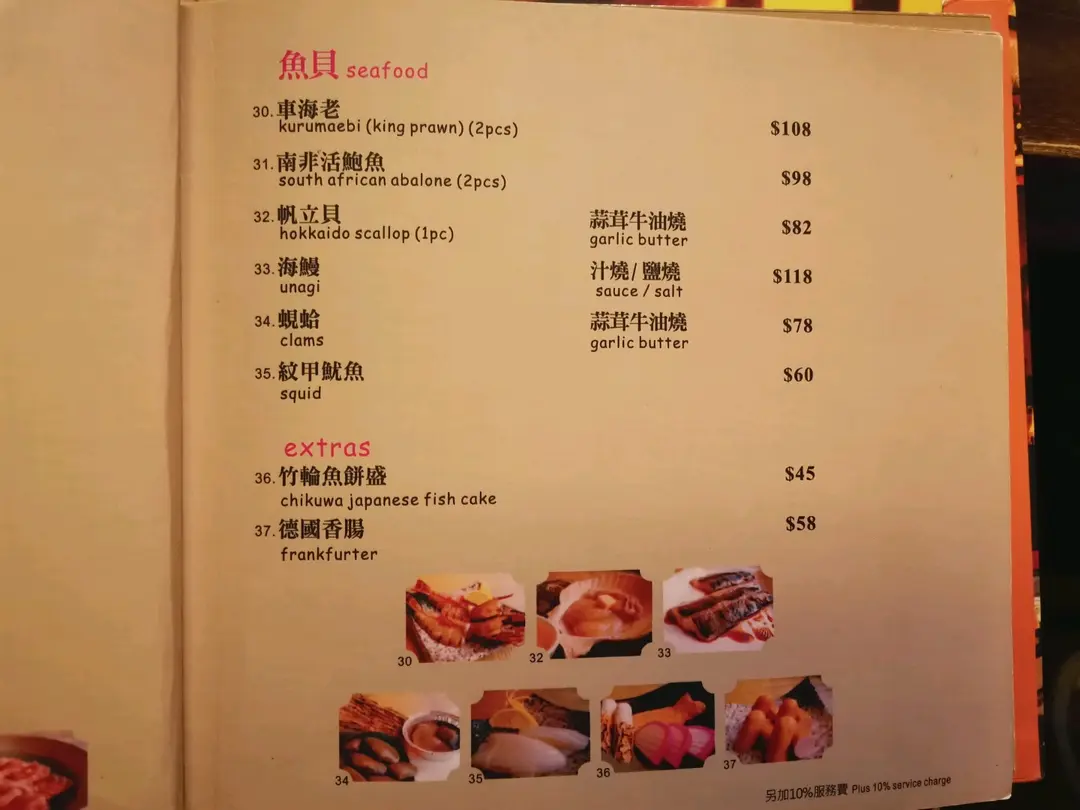 魚貝 seafood
30. 車海老
kurumaebi (king prawn) (2pcs) $108
31. 南非活鮑魚
south african abalone (2pcs) $98
32. 帆立貝 蒜茸牛油燒
hokkaido scallop (1pc) garlic butter $82
33. 海鰻 汁燒 / 鹽燒
unagi sauce / salt $118
34. 蜆蛤 蒜茸牛油燒
clams garlic butter $78
35. 紋甲魷魚
squid $60
extras
36. 竹輪魚餅盛 $45
chikuwa japanese fish cake
37. 德國香腸 $58
frankfurter
30 32 33
34 35 36 37
另加10%服務費 Plus 10% service charge